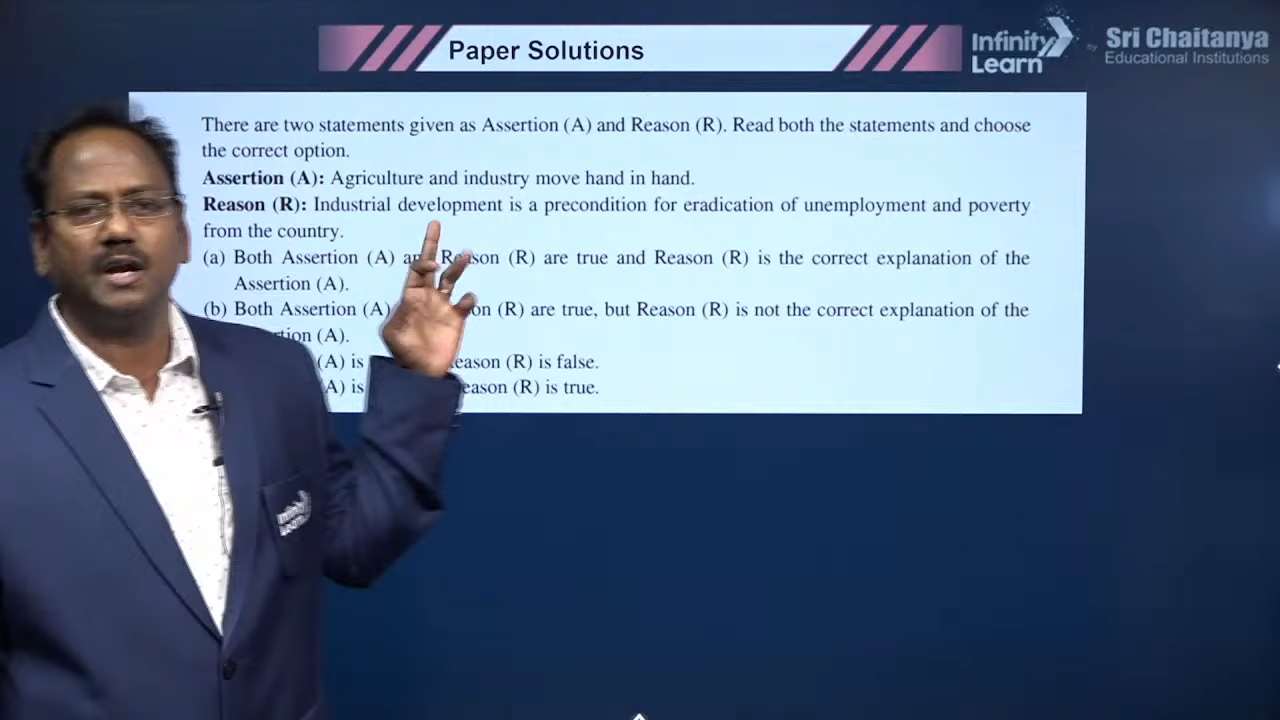 Paper Solutions
Infinity Learn by Sri Chaitanya Educational Institutions
There are two statements given as Assertion (A) and Reason (R). Read both the statements and choose
the correct option.
Assertion (A): Agriculture and industry move hand in hand.
Reason (R): Industrial development is a precondition for eradication of unemployment and poverty
from the country.
(a) Both Assertion (A) Reason (R) are true and Reason (R) is the correct explanation of the
Assertion (A).
(b) Both Assertion (A) (R) are true, but Reason (R) is not the correct explanation of the
(A).
(A) is (R) is false.
(A) is (R) is true.
Infinity Learn